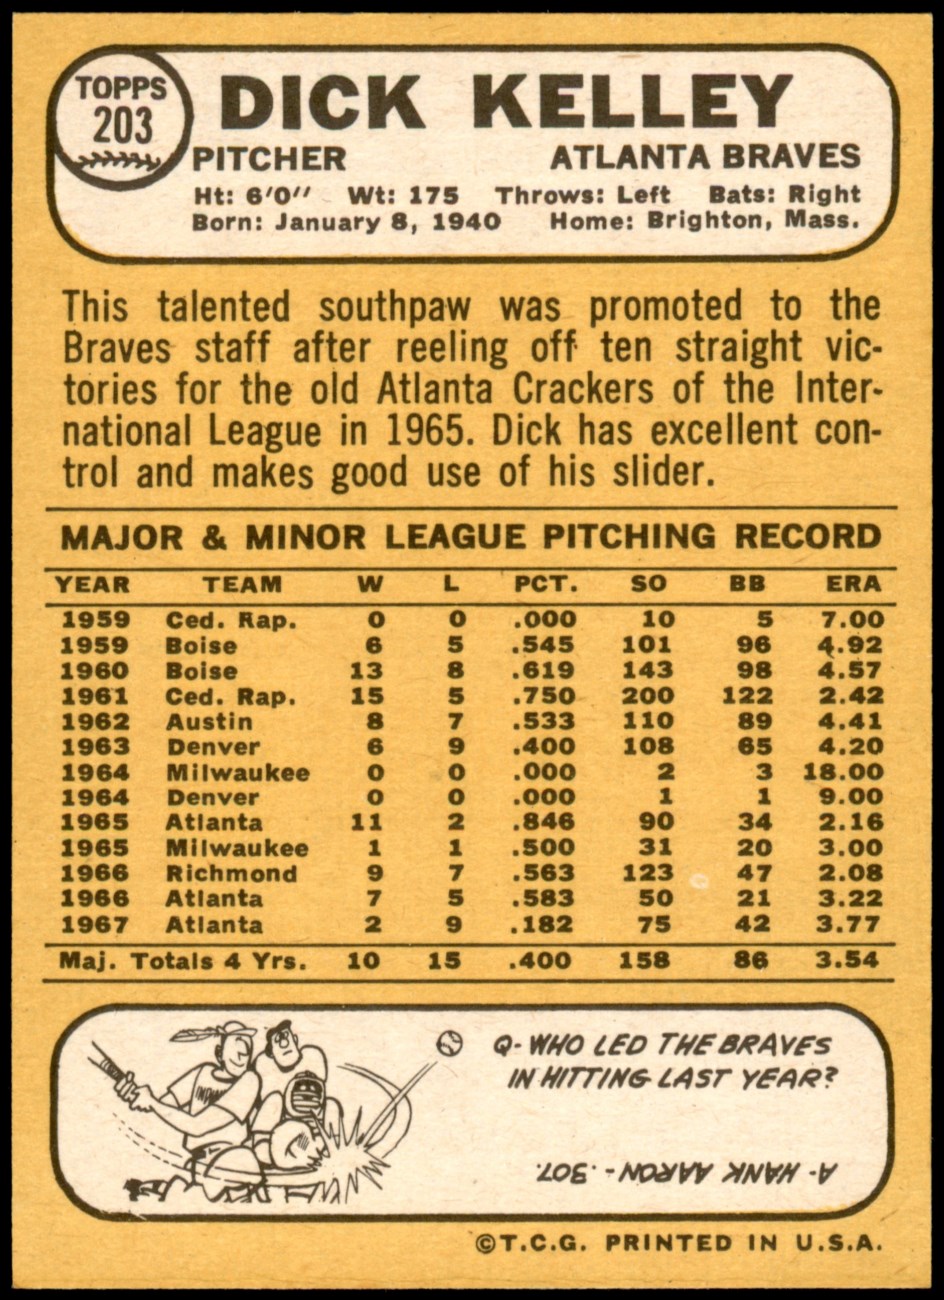 TOPPS
203
DICK KELLEY
PITCHER ATLANTA BRAVES
Ht: 6'0" Wt: 175 Throws: Left Bats: Right
Born: January 8, 1940 Home: Brighton, Mass.
This talented southpaw was promoted to the
Braves staff after reeling off ten straight vic-
tories for the old Atlanta Crackers of the Inter-
national League in 1965. Dick has excellent con-
trol and makes good use of his slider.
MAJOR & MINOR LEAGUE PITCHING RECORD
YEAR TEAM W L PCT. SO BB ERA
1959 Ced. Rap. 0 0 .000 10 5 7.00
1959 Boise 6 5 .545 101 96 4.92
1960 Boise 13 8 .619 143 98 4.57
1961 Ced. Rap. 15 5 .750 200 122 2.42
1962 Austin 8 7 .533 110 89 4.41
1963 Denver 6 9 .400 108 65 4.20
1964 Milwaukee 0 0 .000 2 3 18.00
1964 Denver 0 0 .000 1 1 9.00
1965 Atlanta 11 2 .846 90 34 2.16
1965 Milwaukee 1 1 .500 31 20 3.00
1966 Richmond 9 7 .563 123 47 2.08
1966 Atlanta 7 5 .583 50 21 3.22
1967 Atlanta 2 9 .182 75 42 3.77
Maj. Totals 4 Yrs. 10 15 .400 158 86 3.54
Q- WHO LED THE BRAVES
IN HITTING LAST YEAR?
A- HANK AARON - .307.
©T.C.G. PRINTED IN U.S.A.